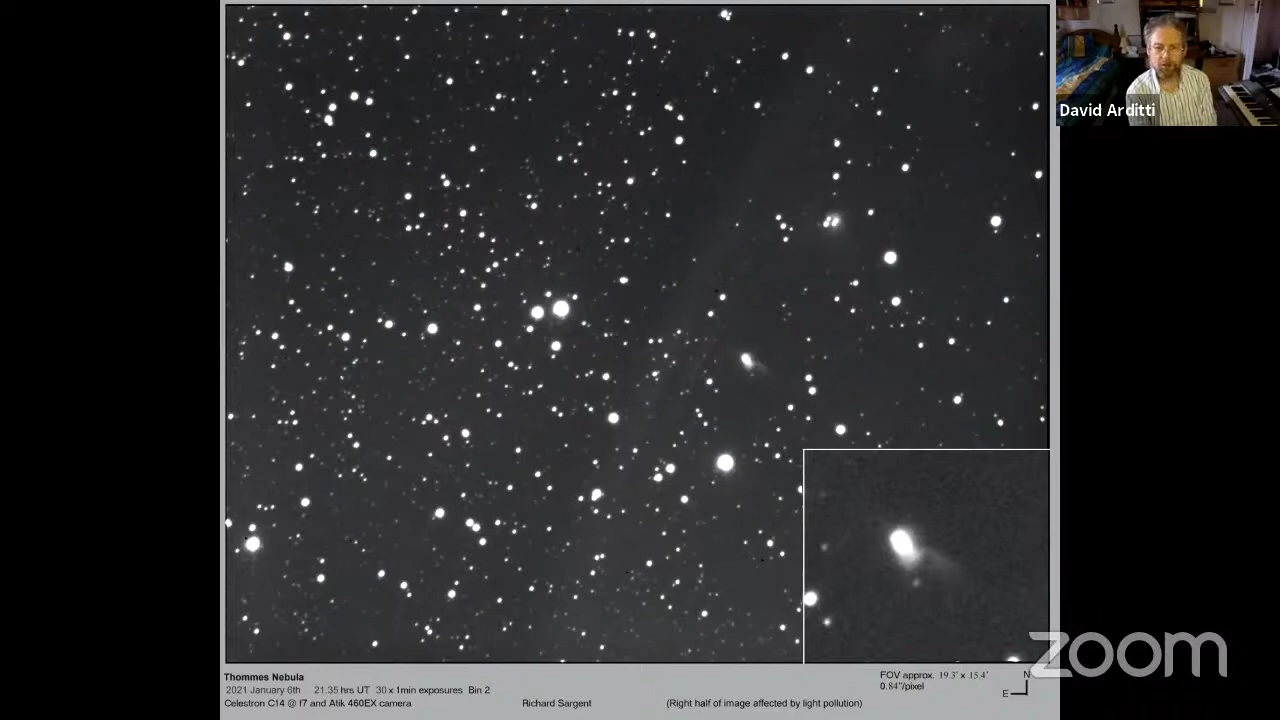 David Arditti
zoom
Thommes Nebula
2021 January 6th 21.35 hrs UT 30 x 1min exposures Bin 2
Celestron C14 @ f7 and Atik 460EX camera
Richard Sargent
(Right half of image affected by light pollution)
FOV approx. 19.3' x 15.4'
0.84"/pixel
N
E